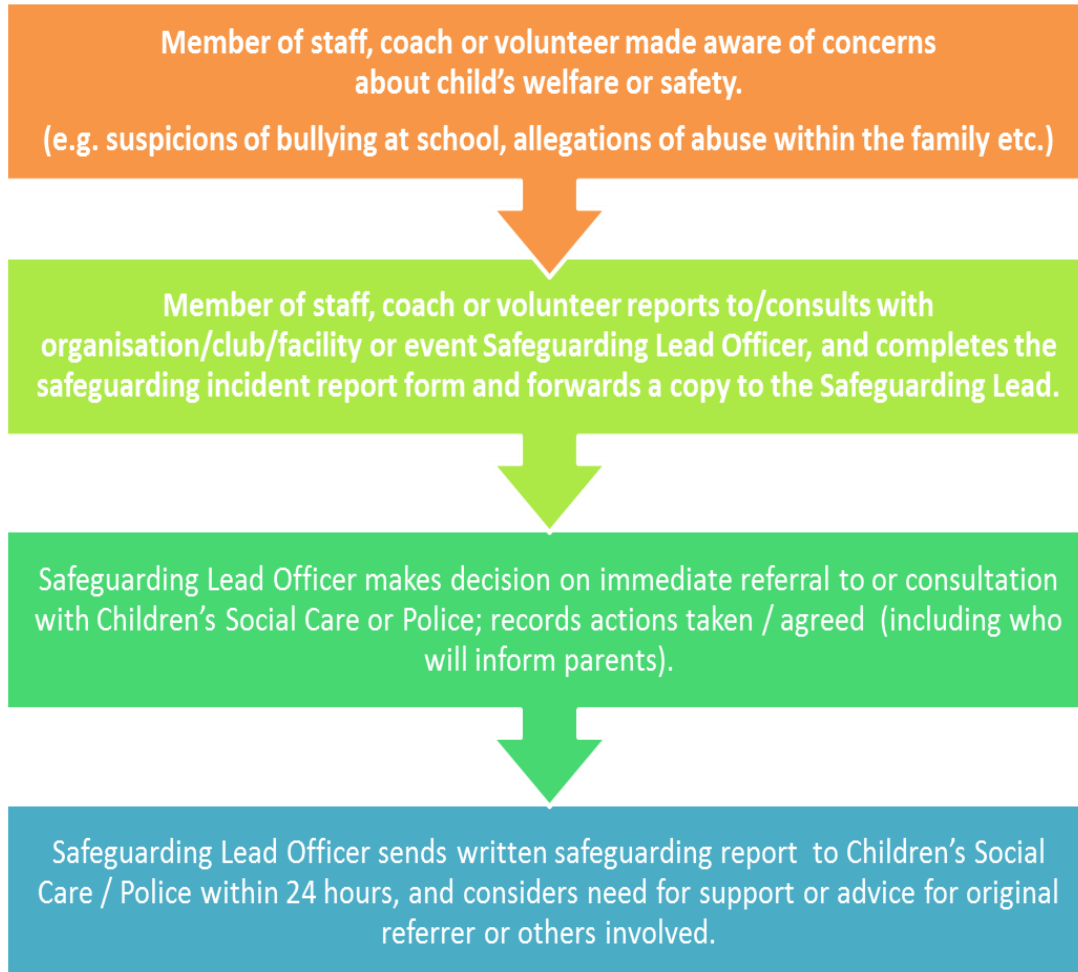 Member of staff, coach or volunteer made aware of concerns
about child’s welfare or safety.
(e.g. suspicions of bullying at school, allegations of abuse within the family etc.)
Member of staff, coach or volunteer reports to/consults with
organisation/club/facility or event Safeguarding Lead Officer, and completes the
safeguarding incident report form and forwards a copy to the Safeguarding Lead.
Safeguarding Lead Officer makes decision on immediate referral to or consultation
with Children’s Social Care or Police; records actions taken / agreed (including who
will inform parents).
Safeguarding Lead Officer sends written safeguarding report to Children’s Social
Care / Police within 24 hours, and considers need for support or advice for original
referrer or others involved.